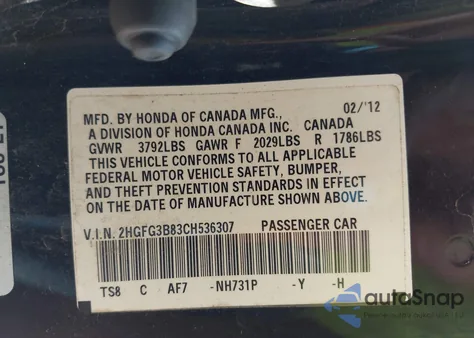 MFD. BY HONDA OF CANADA MFG., 02/'12
A DIVISION OF HONDA CANADA INC. CANADA
GVWR 3792LBS GAWR F 2029LBS R 1786LBS
THIS VEHICLE CONFORMS TO ALL APPLICABLE
FEDERAL MOTOR VEHICLE SAFETY, BUMPER,
AND THEFT PREVENTION STANDARDS IN EFFECT
ON THE DATE OF MANUFACTURE SHOWN ABOVE.
V.I.N. 2HGFG3B83CH536307 PASSENGER CAR
TS8 C AF7 -NH731P -Y -H
autoSnap